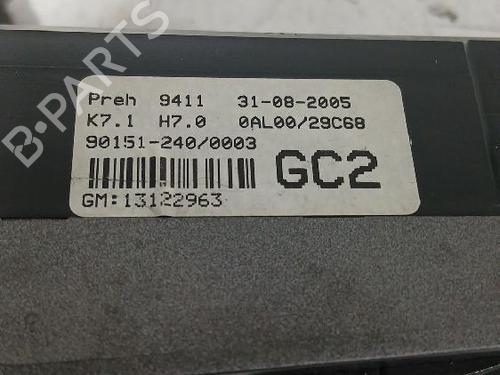 B-PARTS
Preh 9411 31-08-2005
K7.1 H7.0 0AL00/29C68
90151-240/0003
GC2
GM:13122963